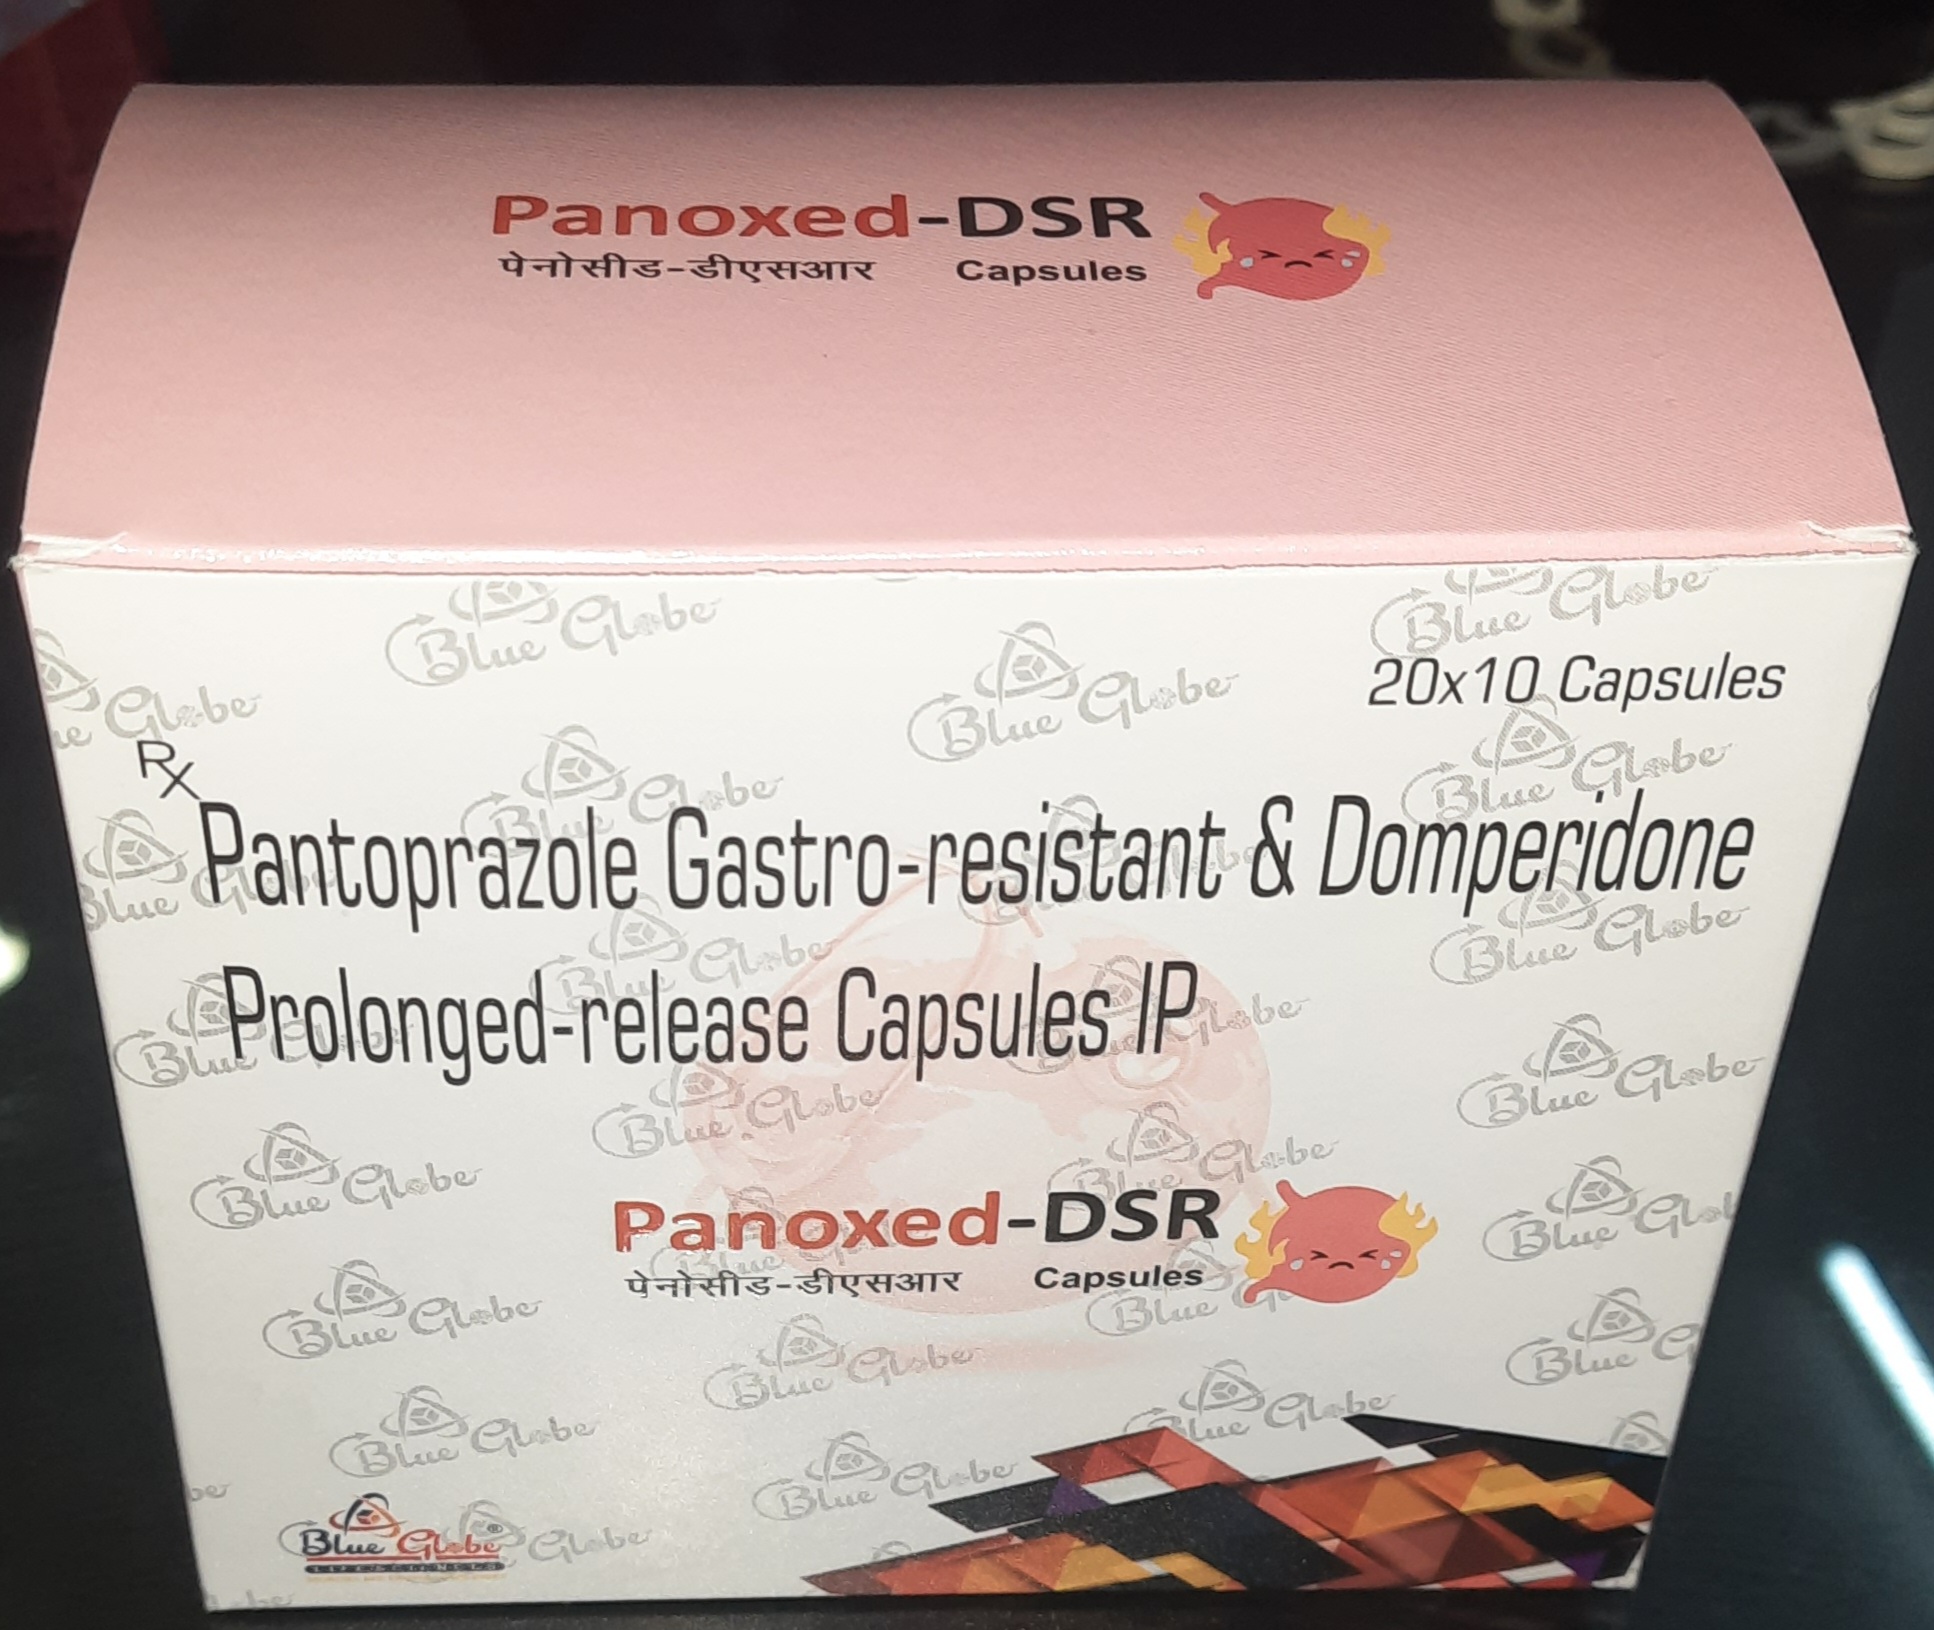 Panoxed-DSR
पेनोसीड-डीएसआर Capsules
20x10 Capsules
Rx
Pantoprazole Gastro-resistant & Domperidone
Prolonged-release Capsules IP
Panoxed-DSR
पेनोसीड-डीएसआर Capsules
Blue Globe
LIFESCIENCES